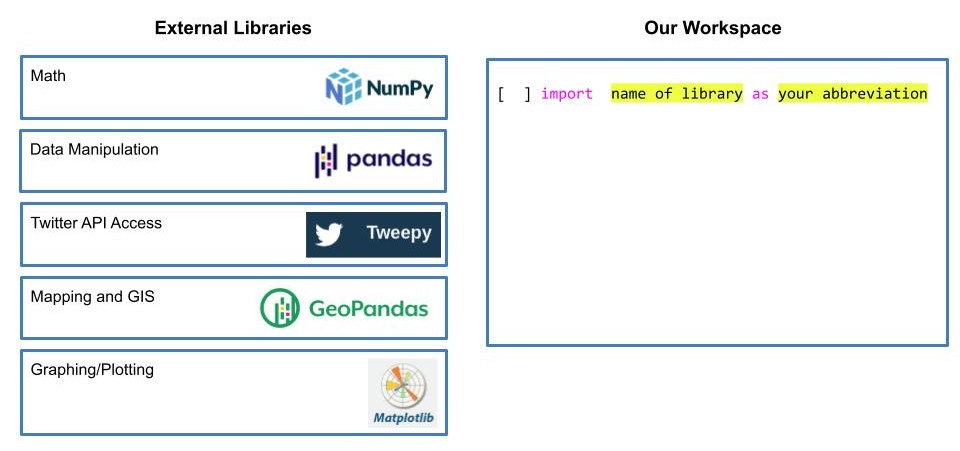 External Libraries
Math
NumPy
Data Manipulation
pandas
Twitter API Access
Tweepy
Mapping and GIS
GeoPandas
Graphing/Plotting
Matplotlib
Our Workspace
[ ] import name of library as your abbreviation